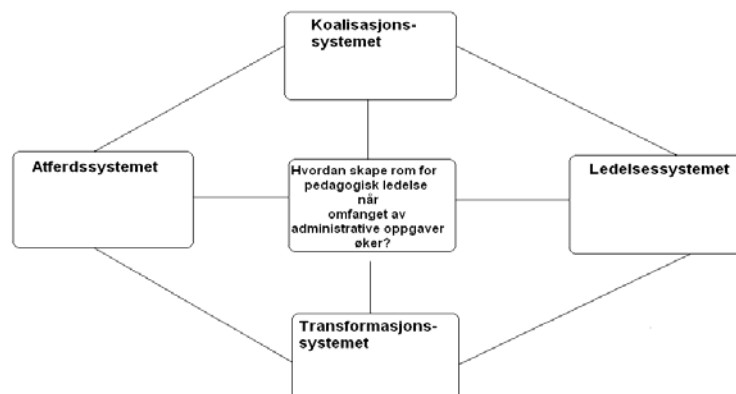 Koalisasjons-
systemet
Atferdssystemet
Hvordan skape rom for
pedagogisk ledelse
når
omfanget av
administrative oppgaver
øker?
Ledelsessystemet
Transformasjons-
systemet